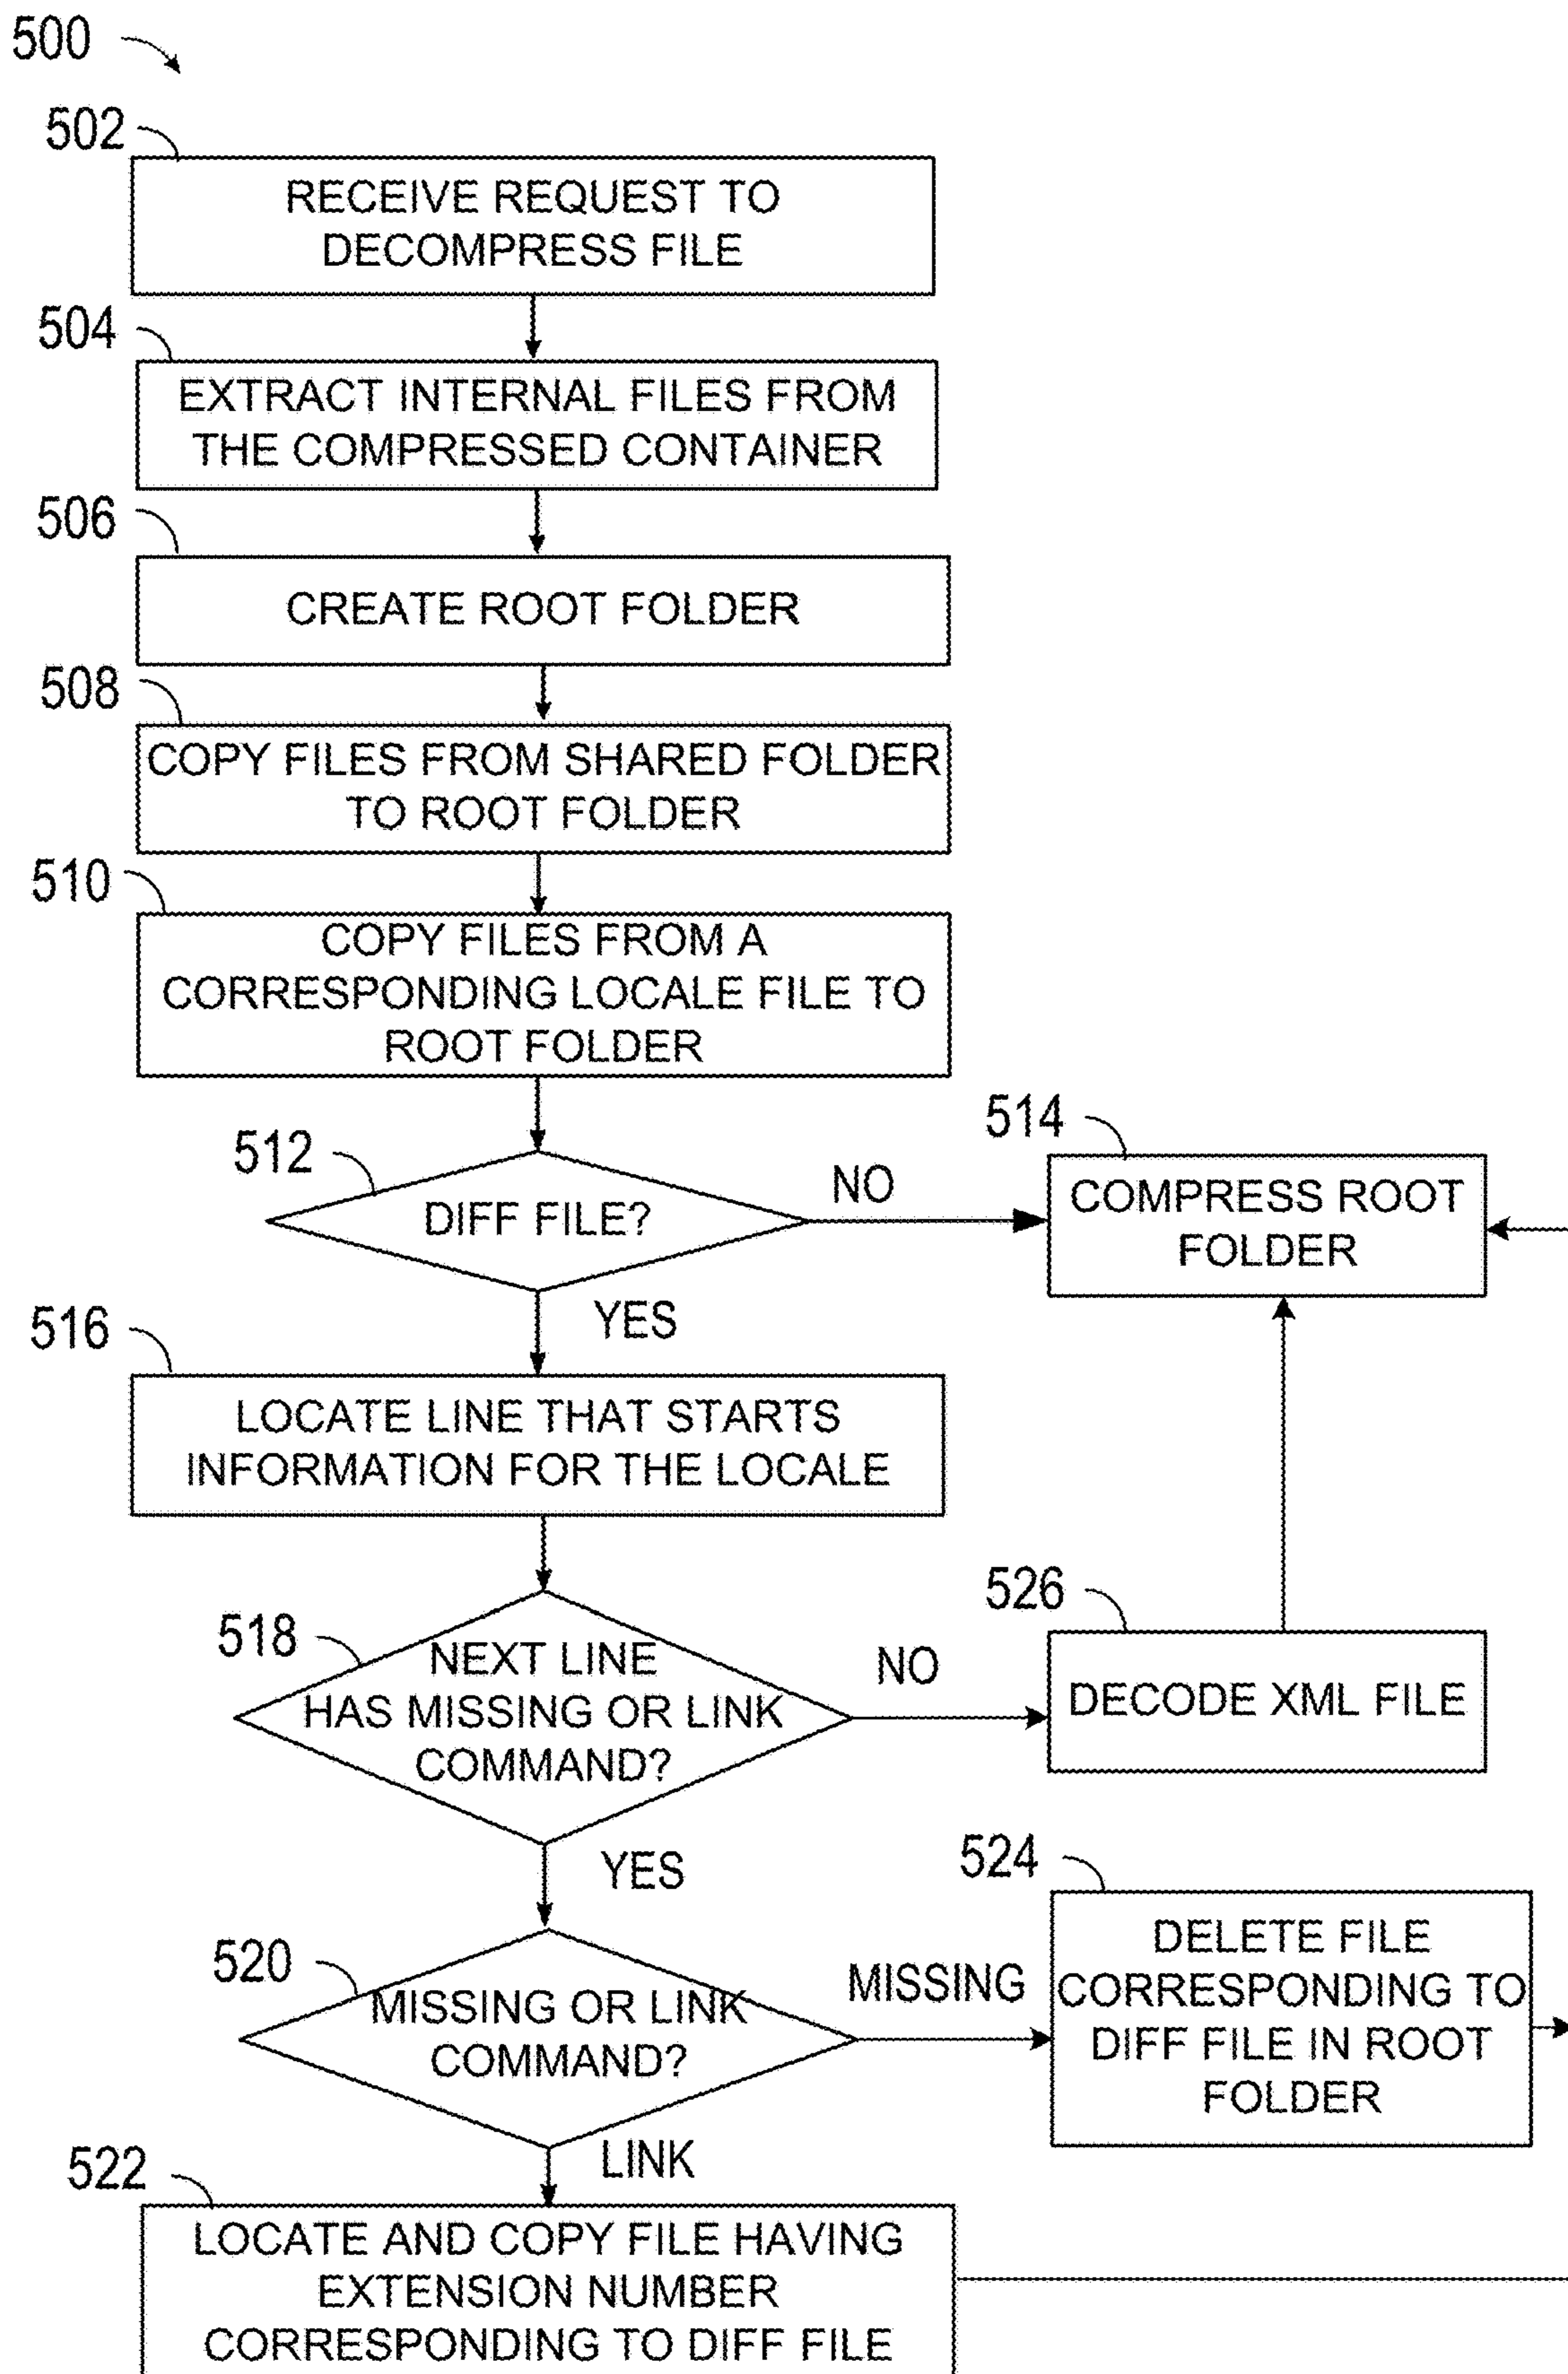 500
502
RECEIVE REQUEST TO
DECOMPRESS FILE
504
EXTRACT INTERNAL FILES FROM
THE COMPRESSED CONTAINER
506
CREATE ROOT FOLDER
508
COPY FILES FROM SHARED FOLDER
TO ROOT FOLDER
510
COPY FILES FROM A
CORRESPONDING LOCALE FILE TO
ROOT FOLDER
512
DIFF FILE?
NO
514
COMPRESS ROOT
FOLDER
YES
516
LOCATE LINE THAT STARTS
INFORMATION FOR THE LOCALE
518
NEXT LINE
HAS MISSING OR LINK
COMMAND?
NO
526
DECODE XML FILE
YES
520
MISSING OR LINK
COMMAND?
MISSING
524
DELETE FILE
CORRESPONDING TO
DIFF FILE IN ROOT
FOLDER
LINK
522
LOCATE AND COPY FILE HAVING
EXTENSION NUMBER
CORRESPONDING TO DIFF FILE